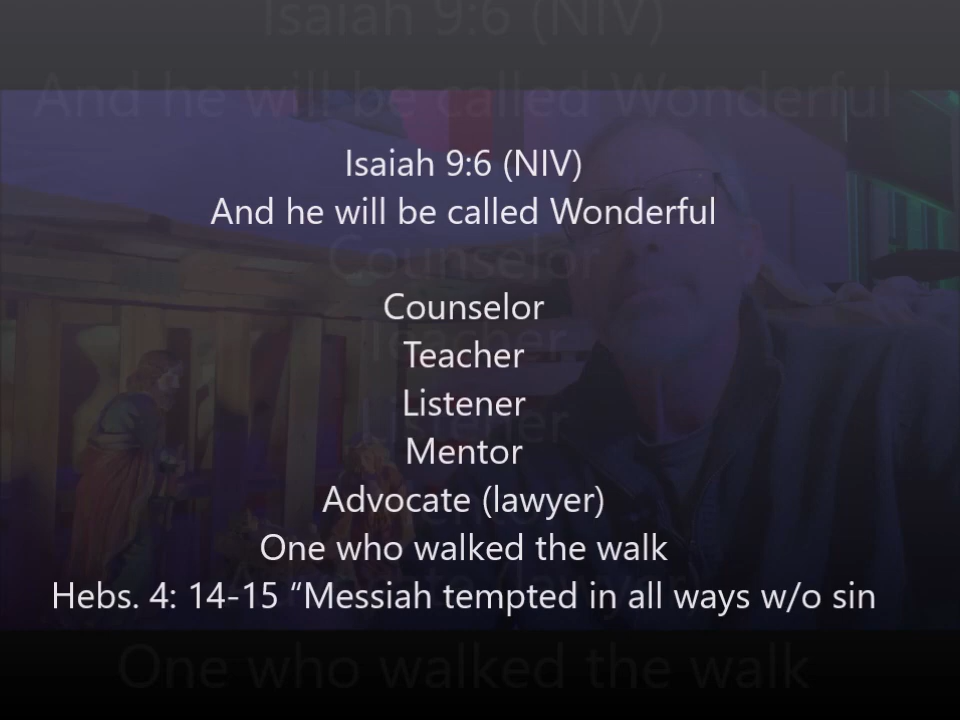 Isaiah 9:6 (NIV)
And he will be called Wonderful
Counselor
Teacher
Listener
Mentor
Advocate (lawyer)
One who walked the walk
Hebs. 4: 14-15 “Messiah tempted in all ways w/o sin